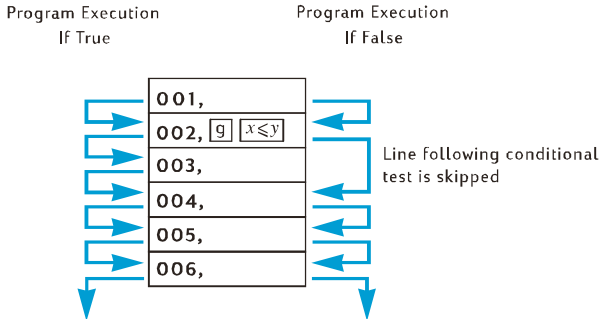 Program Execution
If True
Program Execution
If False
001,
002, g x≤y
003,
004,
005,
006,
Line following conditional
test is skipped